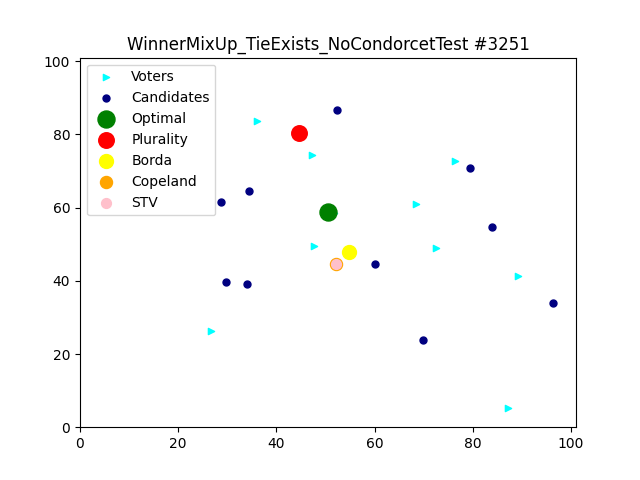 WinnerMixUp_TieExists_NoCondorcetTest #3251
Voters
Candidates
Optimal
Plurality
Borda
Copeland
STV
100
80
60
40
20
0
0 20 40 60 80 100